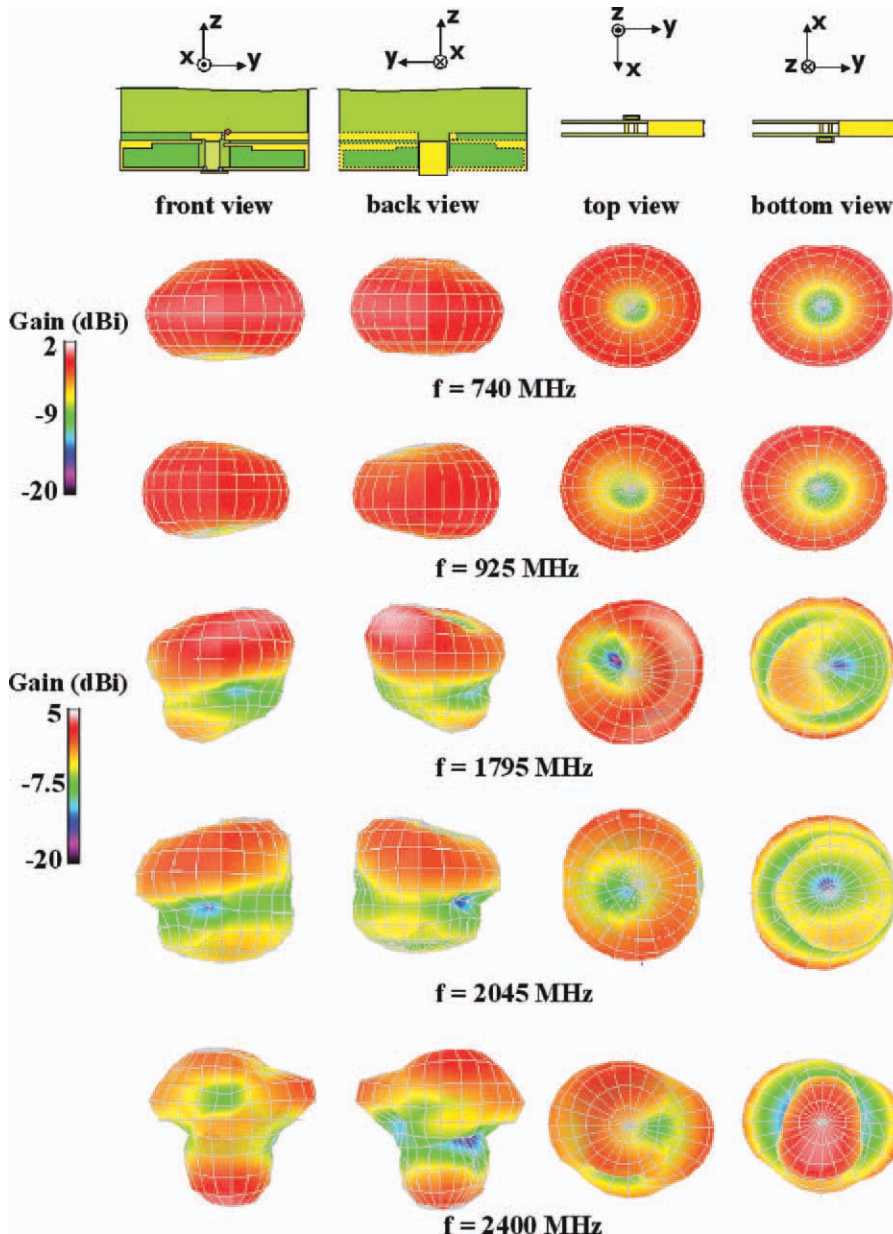 z
x
y
z
y
x
z
y
x
x
z
y
front view
back view
top view
bottom view
Gain (dBi)
2
-9
-20
f = 740 MHz
f = 925 MHz
Gain (dBi)
5
-7.5
-20
f = 1795 MHz
f = 2045 MHz
f = 2400 MHz